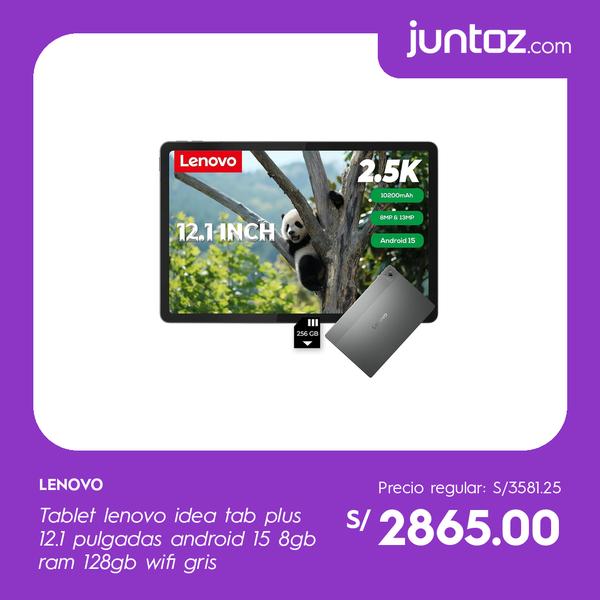 juntoz.com
Lenovo
2.5K
10200mAh
8MP & 13MP
12.1 INCH
Android 15
Lenovo
256 GB
LENOVO
Tablet lenovo idea tab plus
12.1 pulgadas android 15 8gb
ram 128gb wifi gris
Precio regular: S/3581.25
S/ 2865.00